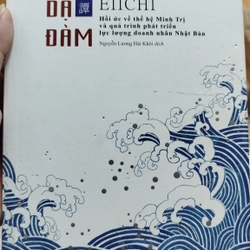 DẠ
ĐÀM
譚
EIICHI
Hồi ức về thế hệ Minh Trị
và quá trình phát triển
lực lượng doanh nhân Nhật Bản
Nguyễn Lương Hải Khôi dịch